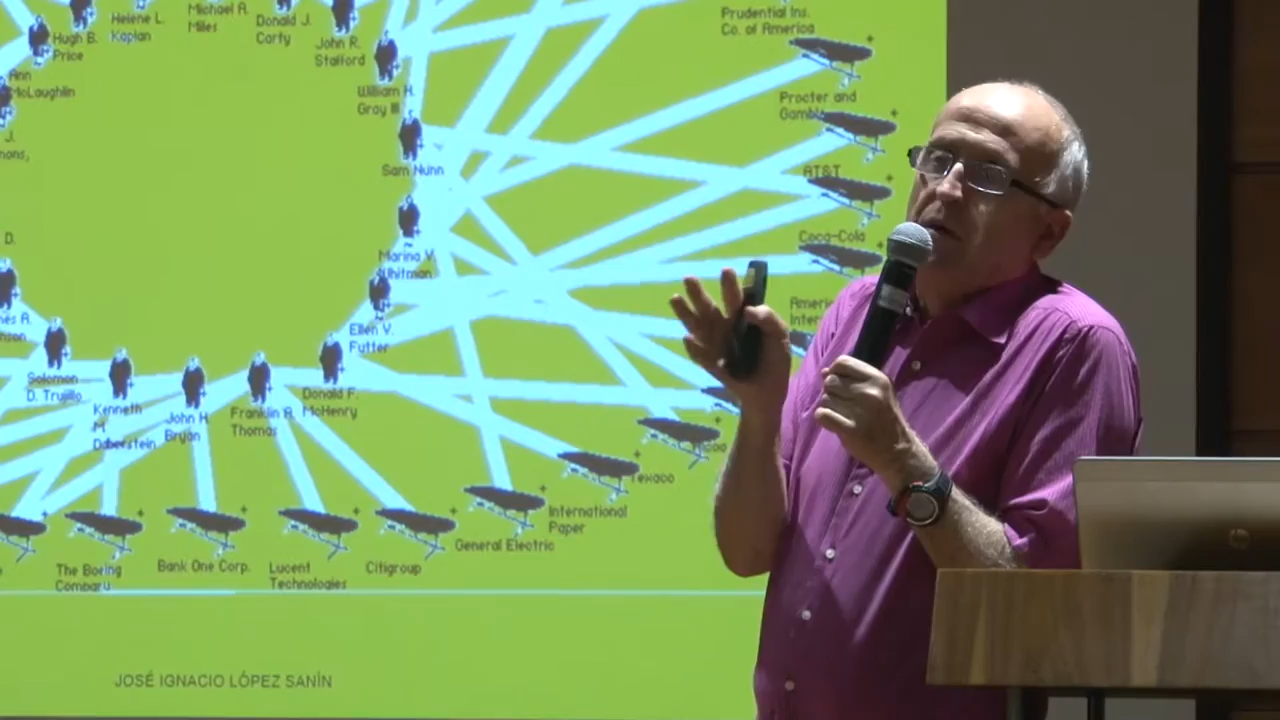 Prudential Ins.
Co. of America
Helene L.
Kaplan
Michael A.
Miles
Donald J.
Carty
John R.
Stafford
Hugh B.
Price
Ann
McLaughlin
William H.
Gray III
Procter and
Gamble
J.
Sam Nunn
AT&T
D.
Coca-Cola
Marina V.
Whitman
Ellen V.
Futter
Solomon
D. Trujillo
Kenneth
M.
Duberstein
John H.
Bryan
Franklin A.
Thomas
Donald F.
McHenry
Texaco
International
Paper
General Electric
The Boeing
Company
Bank One Corp.
Lucent
Technologies
Citigroup
JOSÉ IGNACIO LÓPEZ SANÍN